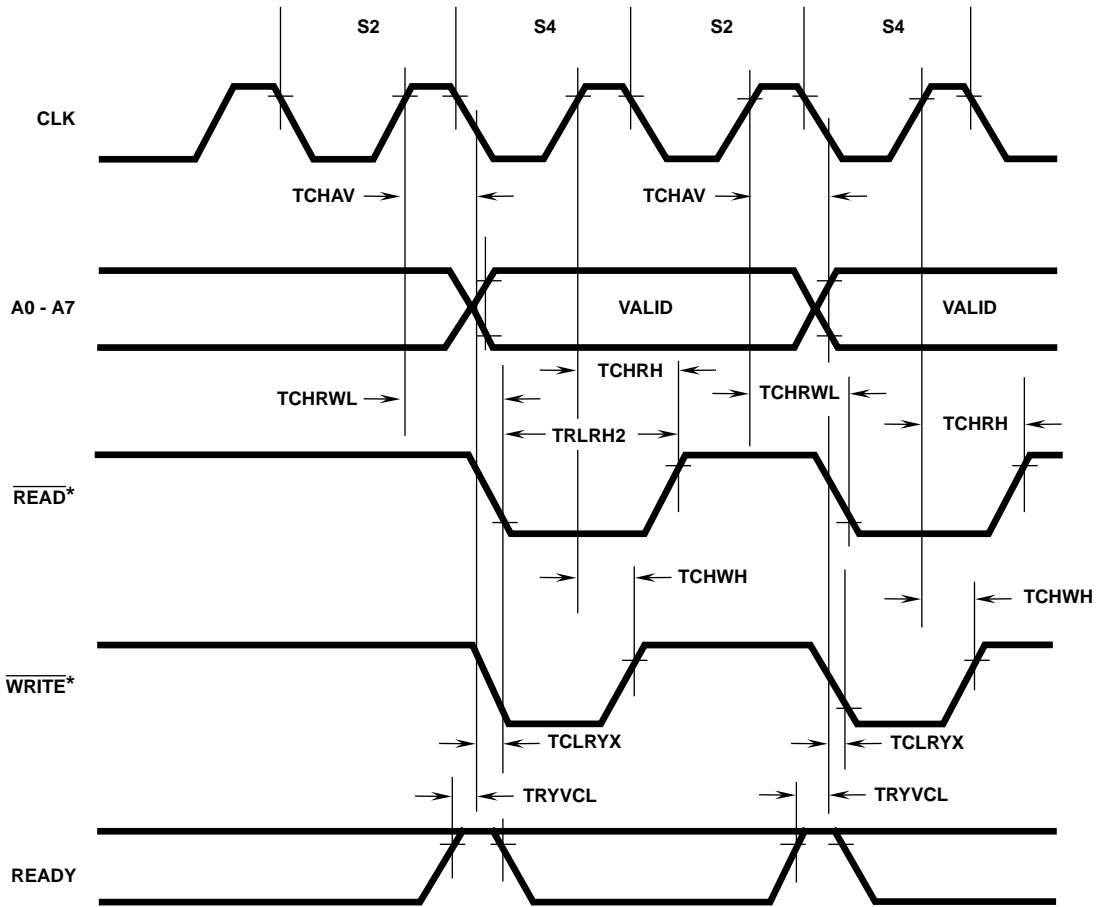 S2 S4 S2 S4
CLK
TCHAV TCHAV
A0 - A7 VALID VALID
TCHRH
TCHRWL TCHRWL
TCHRH
TRLRH2
READ*
TCHWH TCHWH
WRITE*
TCLRYX TCLRYX
TRYVCL TRYVCL
READY